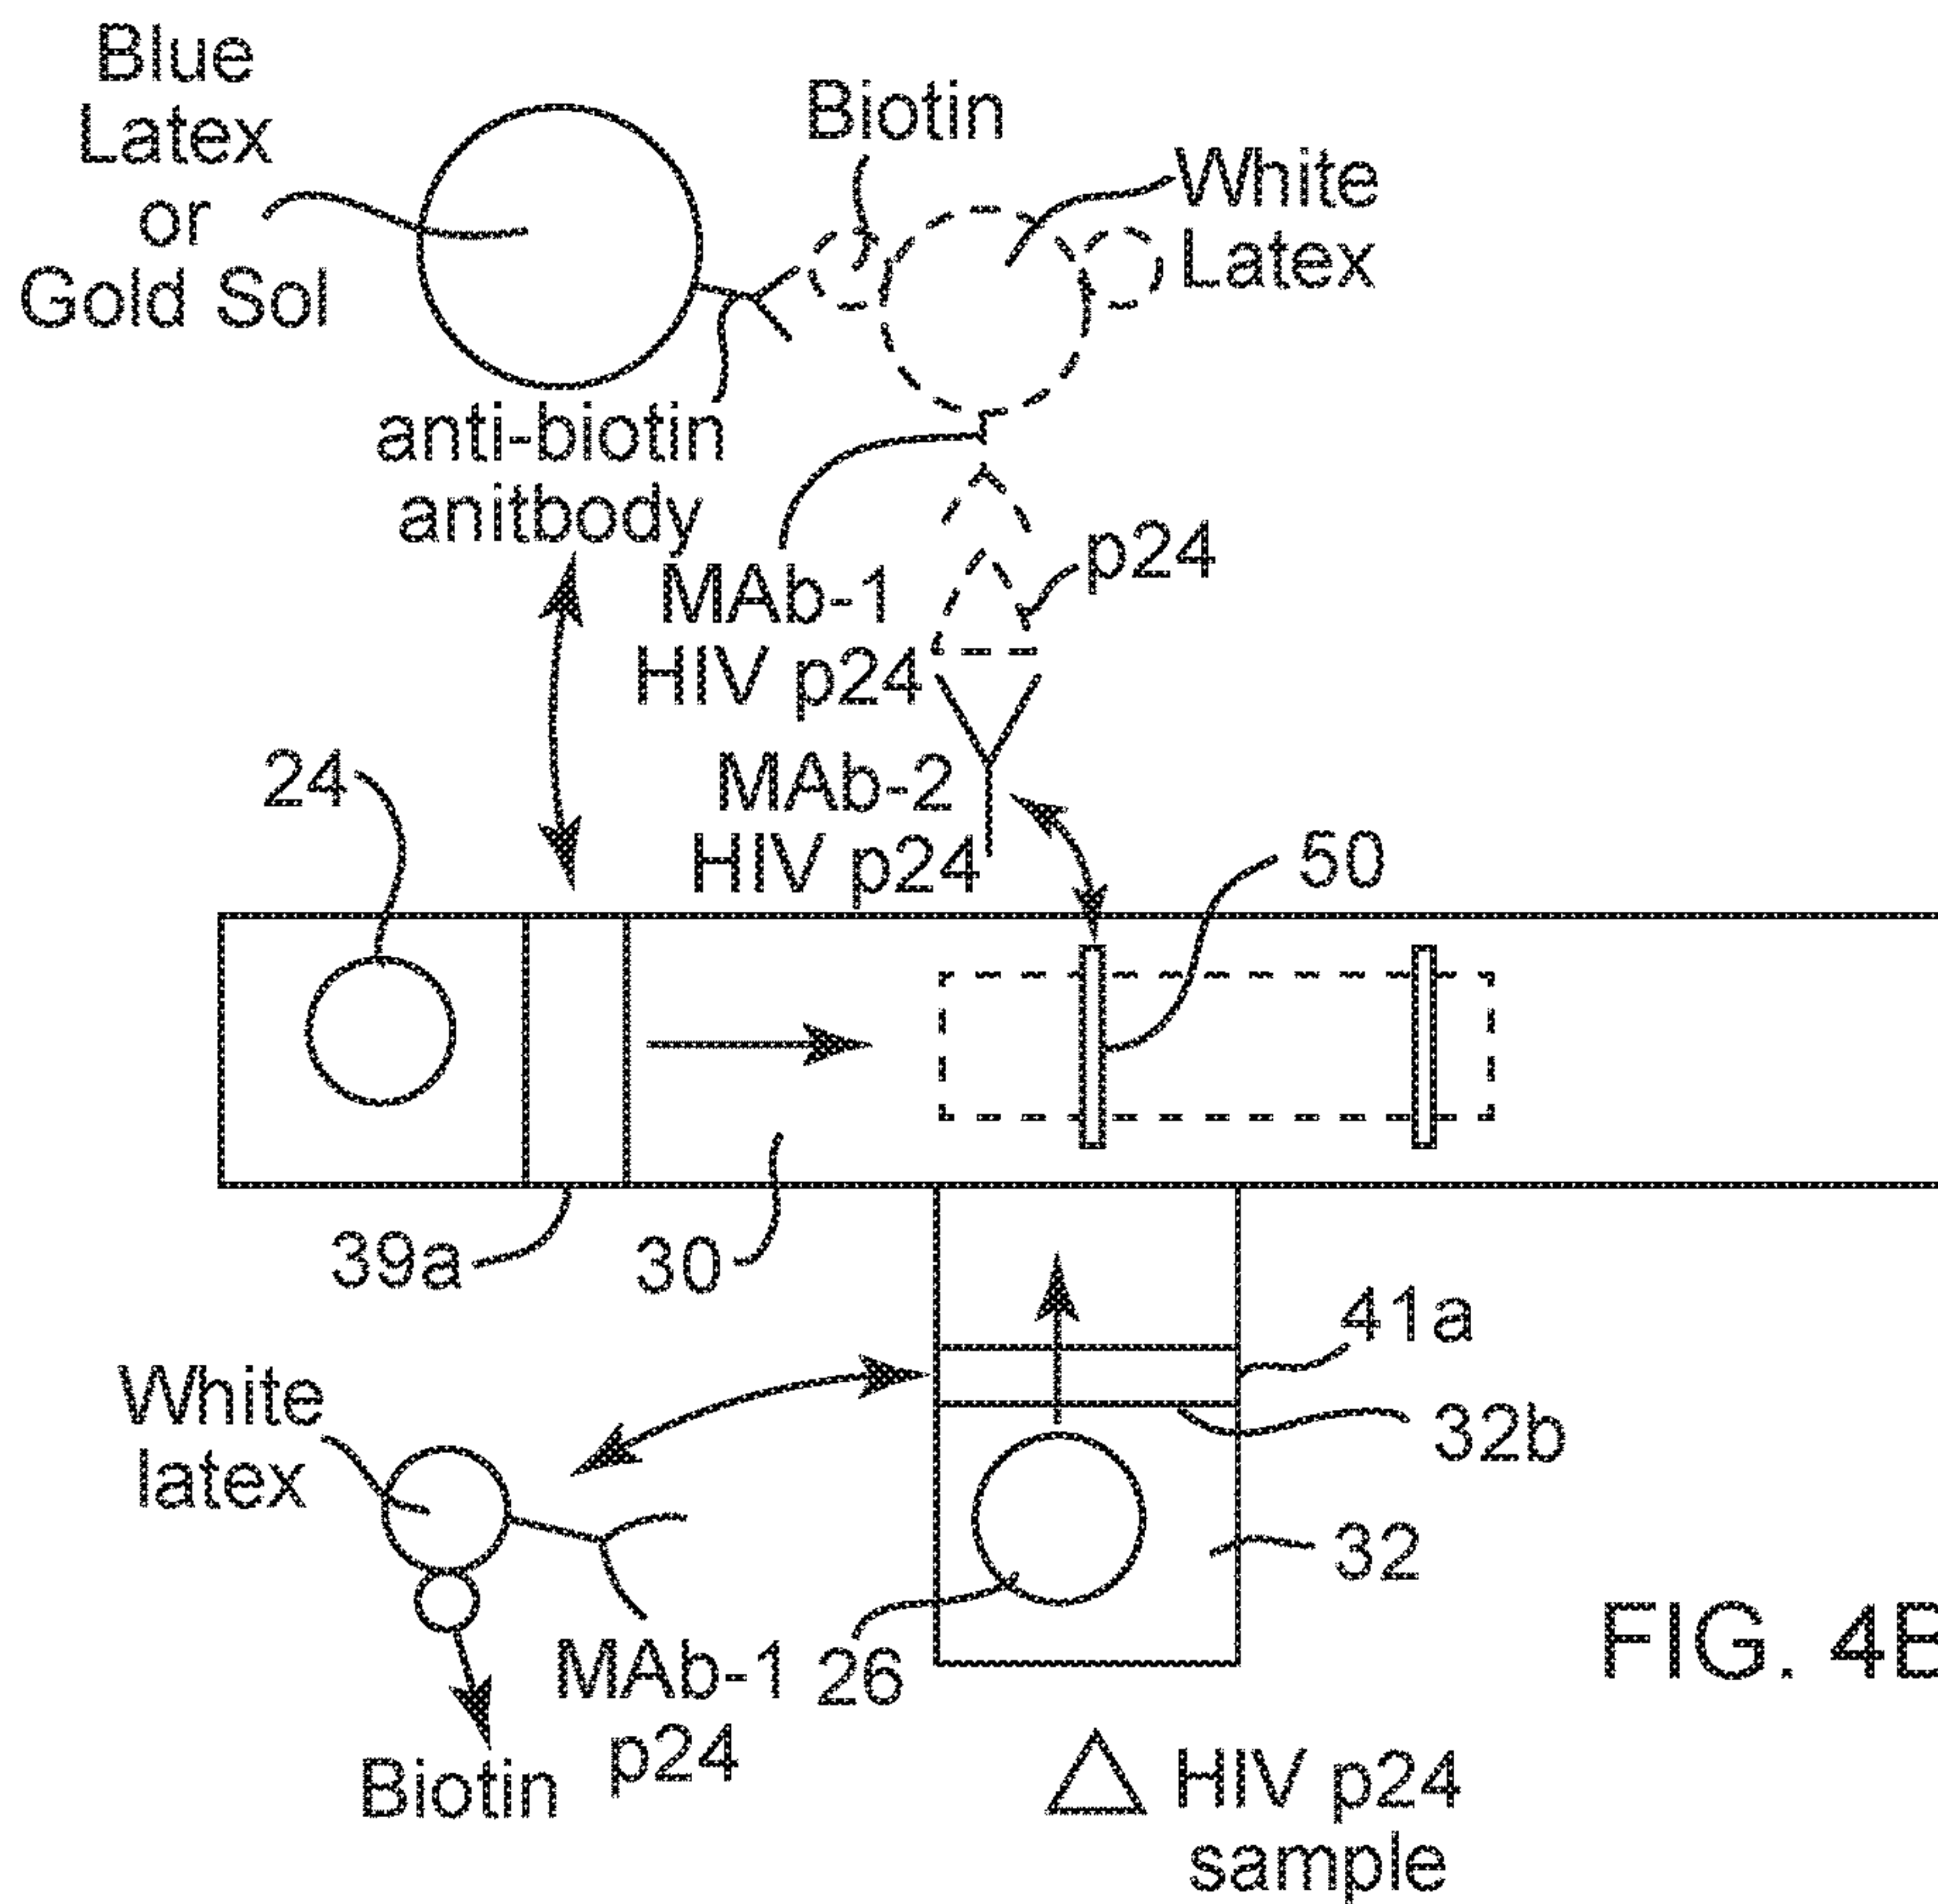 Blue
Latex
or
Gold Sol
Biotin
White
Latex
anti-biotin
anitbody
MAb-1
HIV p24
p24
MAb-2
HIV p24
24
50
39a
30
41a
32b
32
26
White
latex
MAb-1
p24
Biotin
HIV p24
sample
FIG. 4B